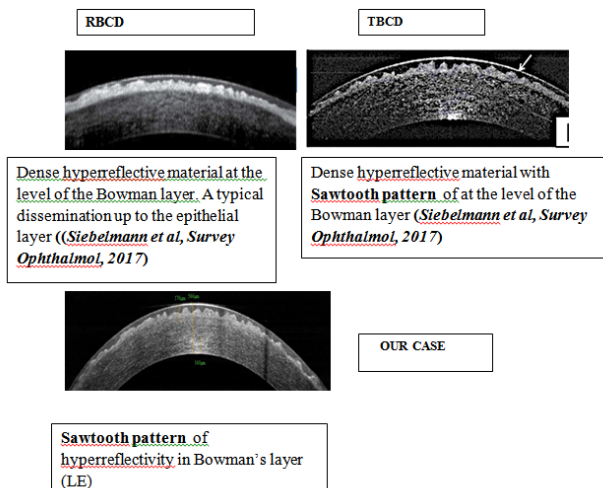 RBCD
TBCD
Dense hyperreflective material at the
level of the Bowman layer. A typical
dissemination up to the epithelial
layer ((Siebelmann et al, Survey
Ophthalmol, 2017)
Dense hyperreflective material with
Sawtooth pattern of at the level of the
Bowman layer (Siebelmann et al, Survey
Ophthalmol, 2017)
OUR CASE
Sawtooth pattern of
hyperreflectivity in Bowman's layer
(LE)